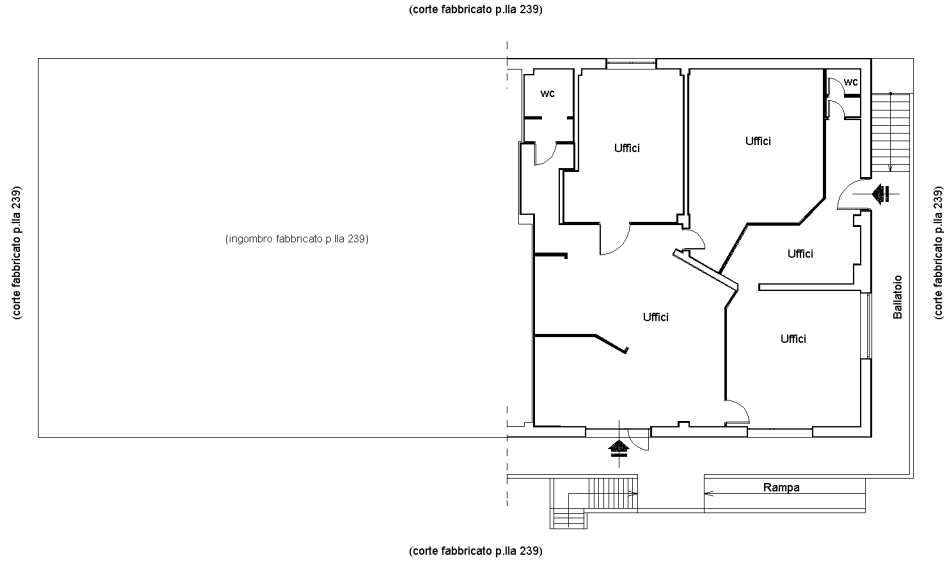 (corte fabbricato p.lla 239)
wc
wc
Uffici
Uffici
(corte fabbricato p.lla 239)
(corte fabbricato p.lla 239)
(ingombro fabbricato p.lla 239)
Uffici
Ballatoio
Uffici
Uffici
Rampa
(corte fabbricato p.lla 239)